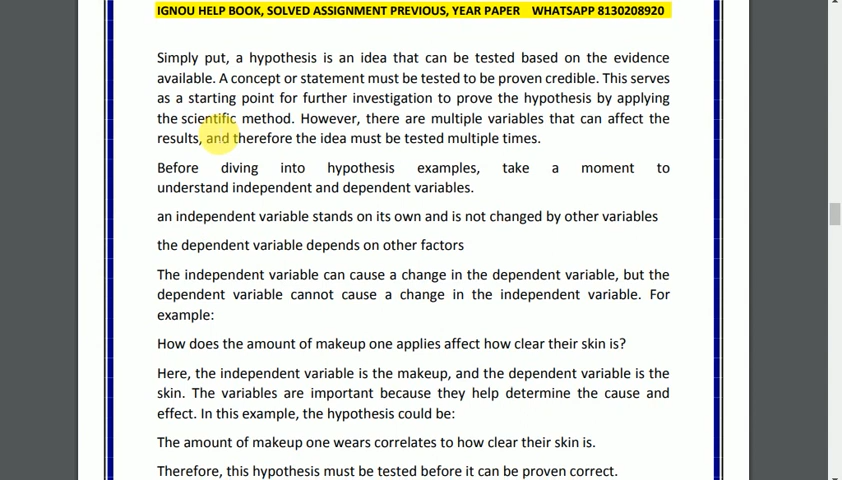 IGNOU HELP BOOK, SOLVED ASSIGNMENT PREVIOUS, YEAR PAPER WHATSAPP 8130208920
Simply put, a hypothesis is an idea that can be tested based on the evidence
available. A concept or statement must be tested to be proven credible. This serves
as a starting point for further investigation to prove the hypothesis by applying
the scientific method. However, there are multiple variables that can affect the
results, and therefore the idea must be tested multiple times.
Before diving into hypothesis examples, take a moment to
understand independent and dependent variables.
an independent variable stands on its own and is not changed by other variables
the dependent variable depends on other factors
The independent variable can cause a change in the dependent variable, but the
dependent variable cannot cause a change in the independent variable. For
example:
How does the amount of makeup one applies affect how clear their skin is?
Here, the independent variable is the makeup, and the dependent variable is the
skin. The variables are important because they help determine the cause and
effect. In this example, the hypothesis could be:
The amount of makeup one wears correlates to how clear their skin is.
Therefore, this hypothesis must be tested before it can be proven correct.